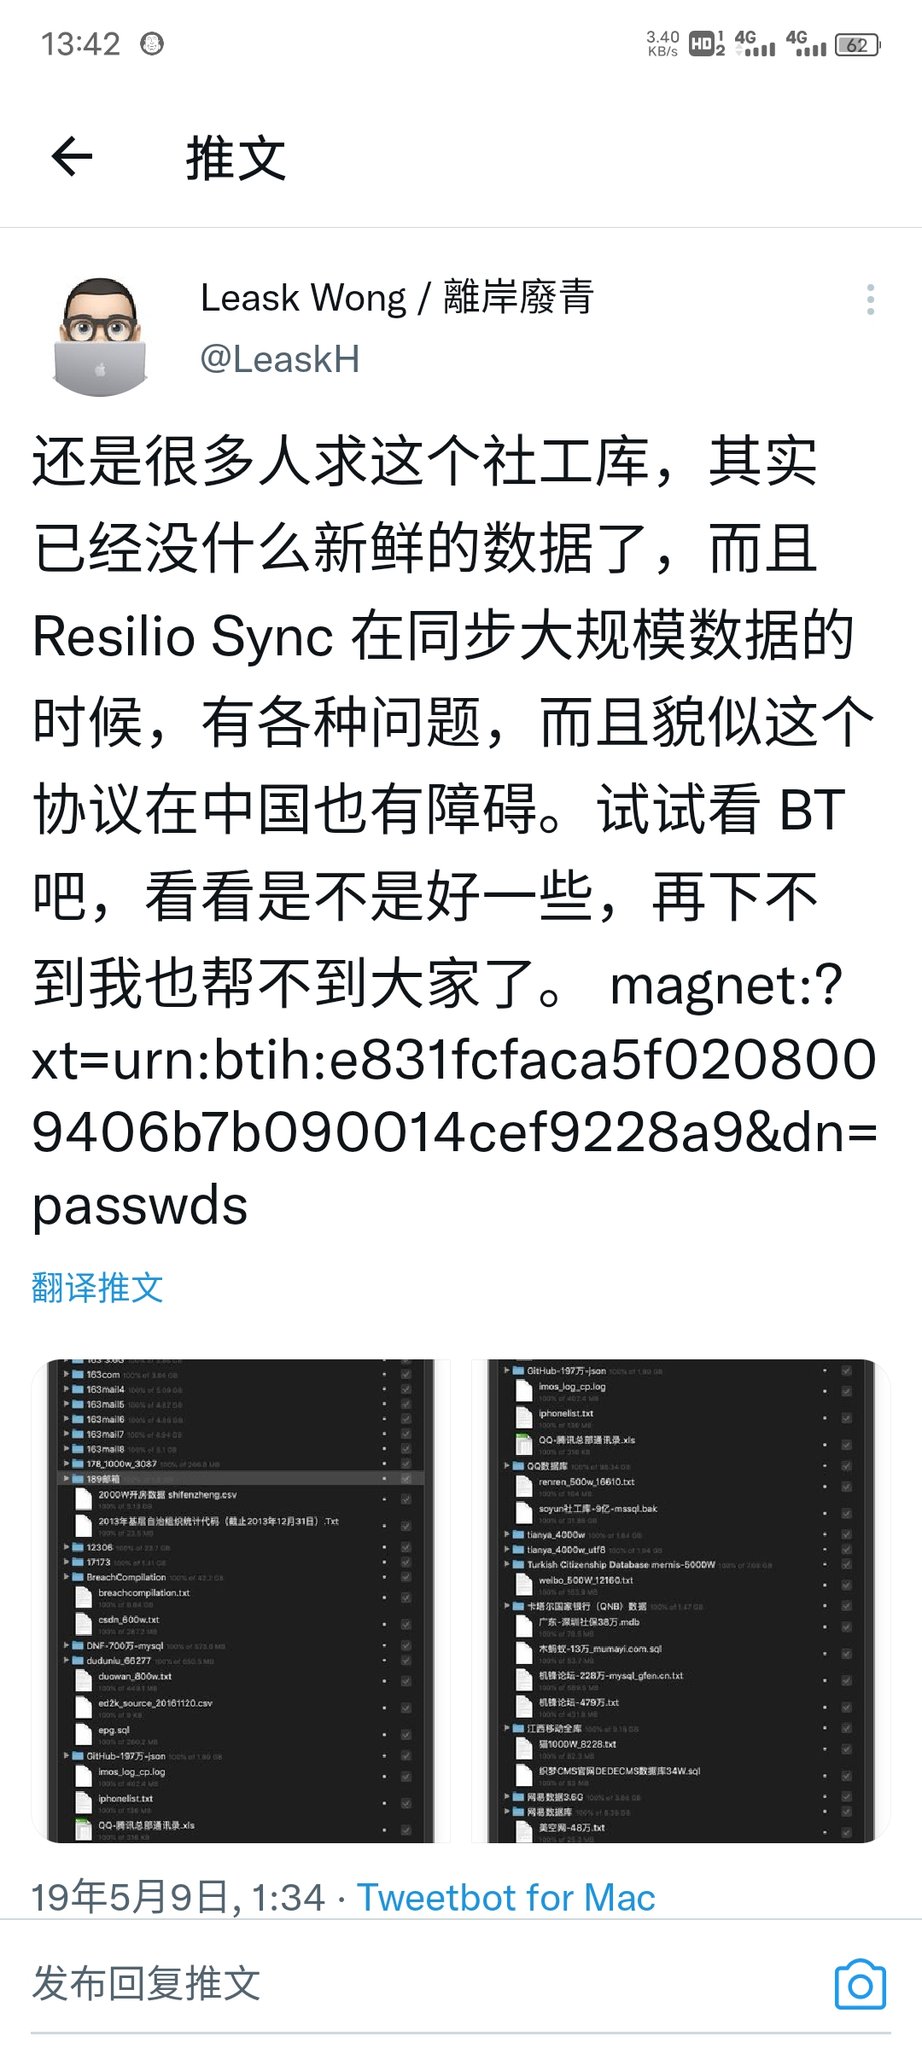 13:42
3.40 KB/s HD 1 2 4G 4G 62
推文
Leask Wong / 離岸廢青
@LeaskH
还是很多人求这个社工库，其实
已经没什么新鲜的数据了，而且
Resilio Sync 在同步大规模数据的
时候，有各种问题，而且貌似这个
协议在中国也有障碍。试试看 BT
吧，看看是不是好一些，再下不
到我也帮不到大家了。 magnet:?
xt=urn:btih:e831fcfaca5f020800
9406b7b090014cef9228a9&dn=
passwds
翻译推文
163com
163mail4
163mail5
163mail6
163mail7
163mail8
178_1000w_3087
189邮箱
2000W开房数据 shifenzheng.csv
2013年基层自治组织统计代码（截止2013年12月31日）.Txt
12306
17173
BreachCompilation
breachcompilation.txt
csdn_600w.txt
DNF-700万-mysql
duduniu_66277
duowan_800w.txt
ed2k_source_20161120.csv
epg.sql
GitHub-197万-json
imos_log_cp.log
iphonelist.txt
QQ-腾讯总部通讯录.xls
GitHub-197万-json
imos_log_cp.log
iphonelist.txt
QQ-腾讯总部通讯录.xls
QQ数据库
renren_500w_16610.txt
soyun社工库+9亿-mssql.bak
tianya_4000w
tianya_4000w_utf8
Turkish Citizenship Database mernis-5000W
weibo_500W_12160.txt
卡塔尔国家银行（QNB）数据
广东-深圳社保38万.mdb
木蚂蚁-13万_mumayi.com.sql
机锋论坛-228万-mysql_gfen.cn.txt
机锋论坛-479万.txt
江西移动全库
猫1000W_8228.txt
织梦CMS官网DEDECMS数据库34W.sql
网易数据3.6G
网易数据库
美空网-48万.txt
19年5月9日, 1:34 · Tweetbot for Mac
发布回复推文